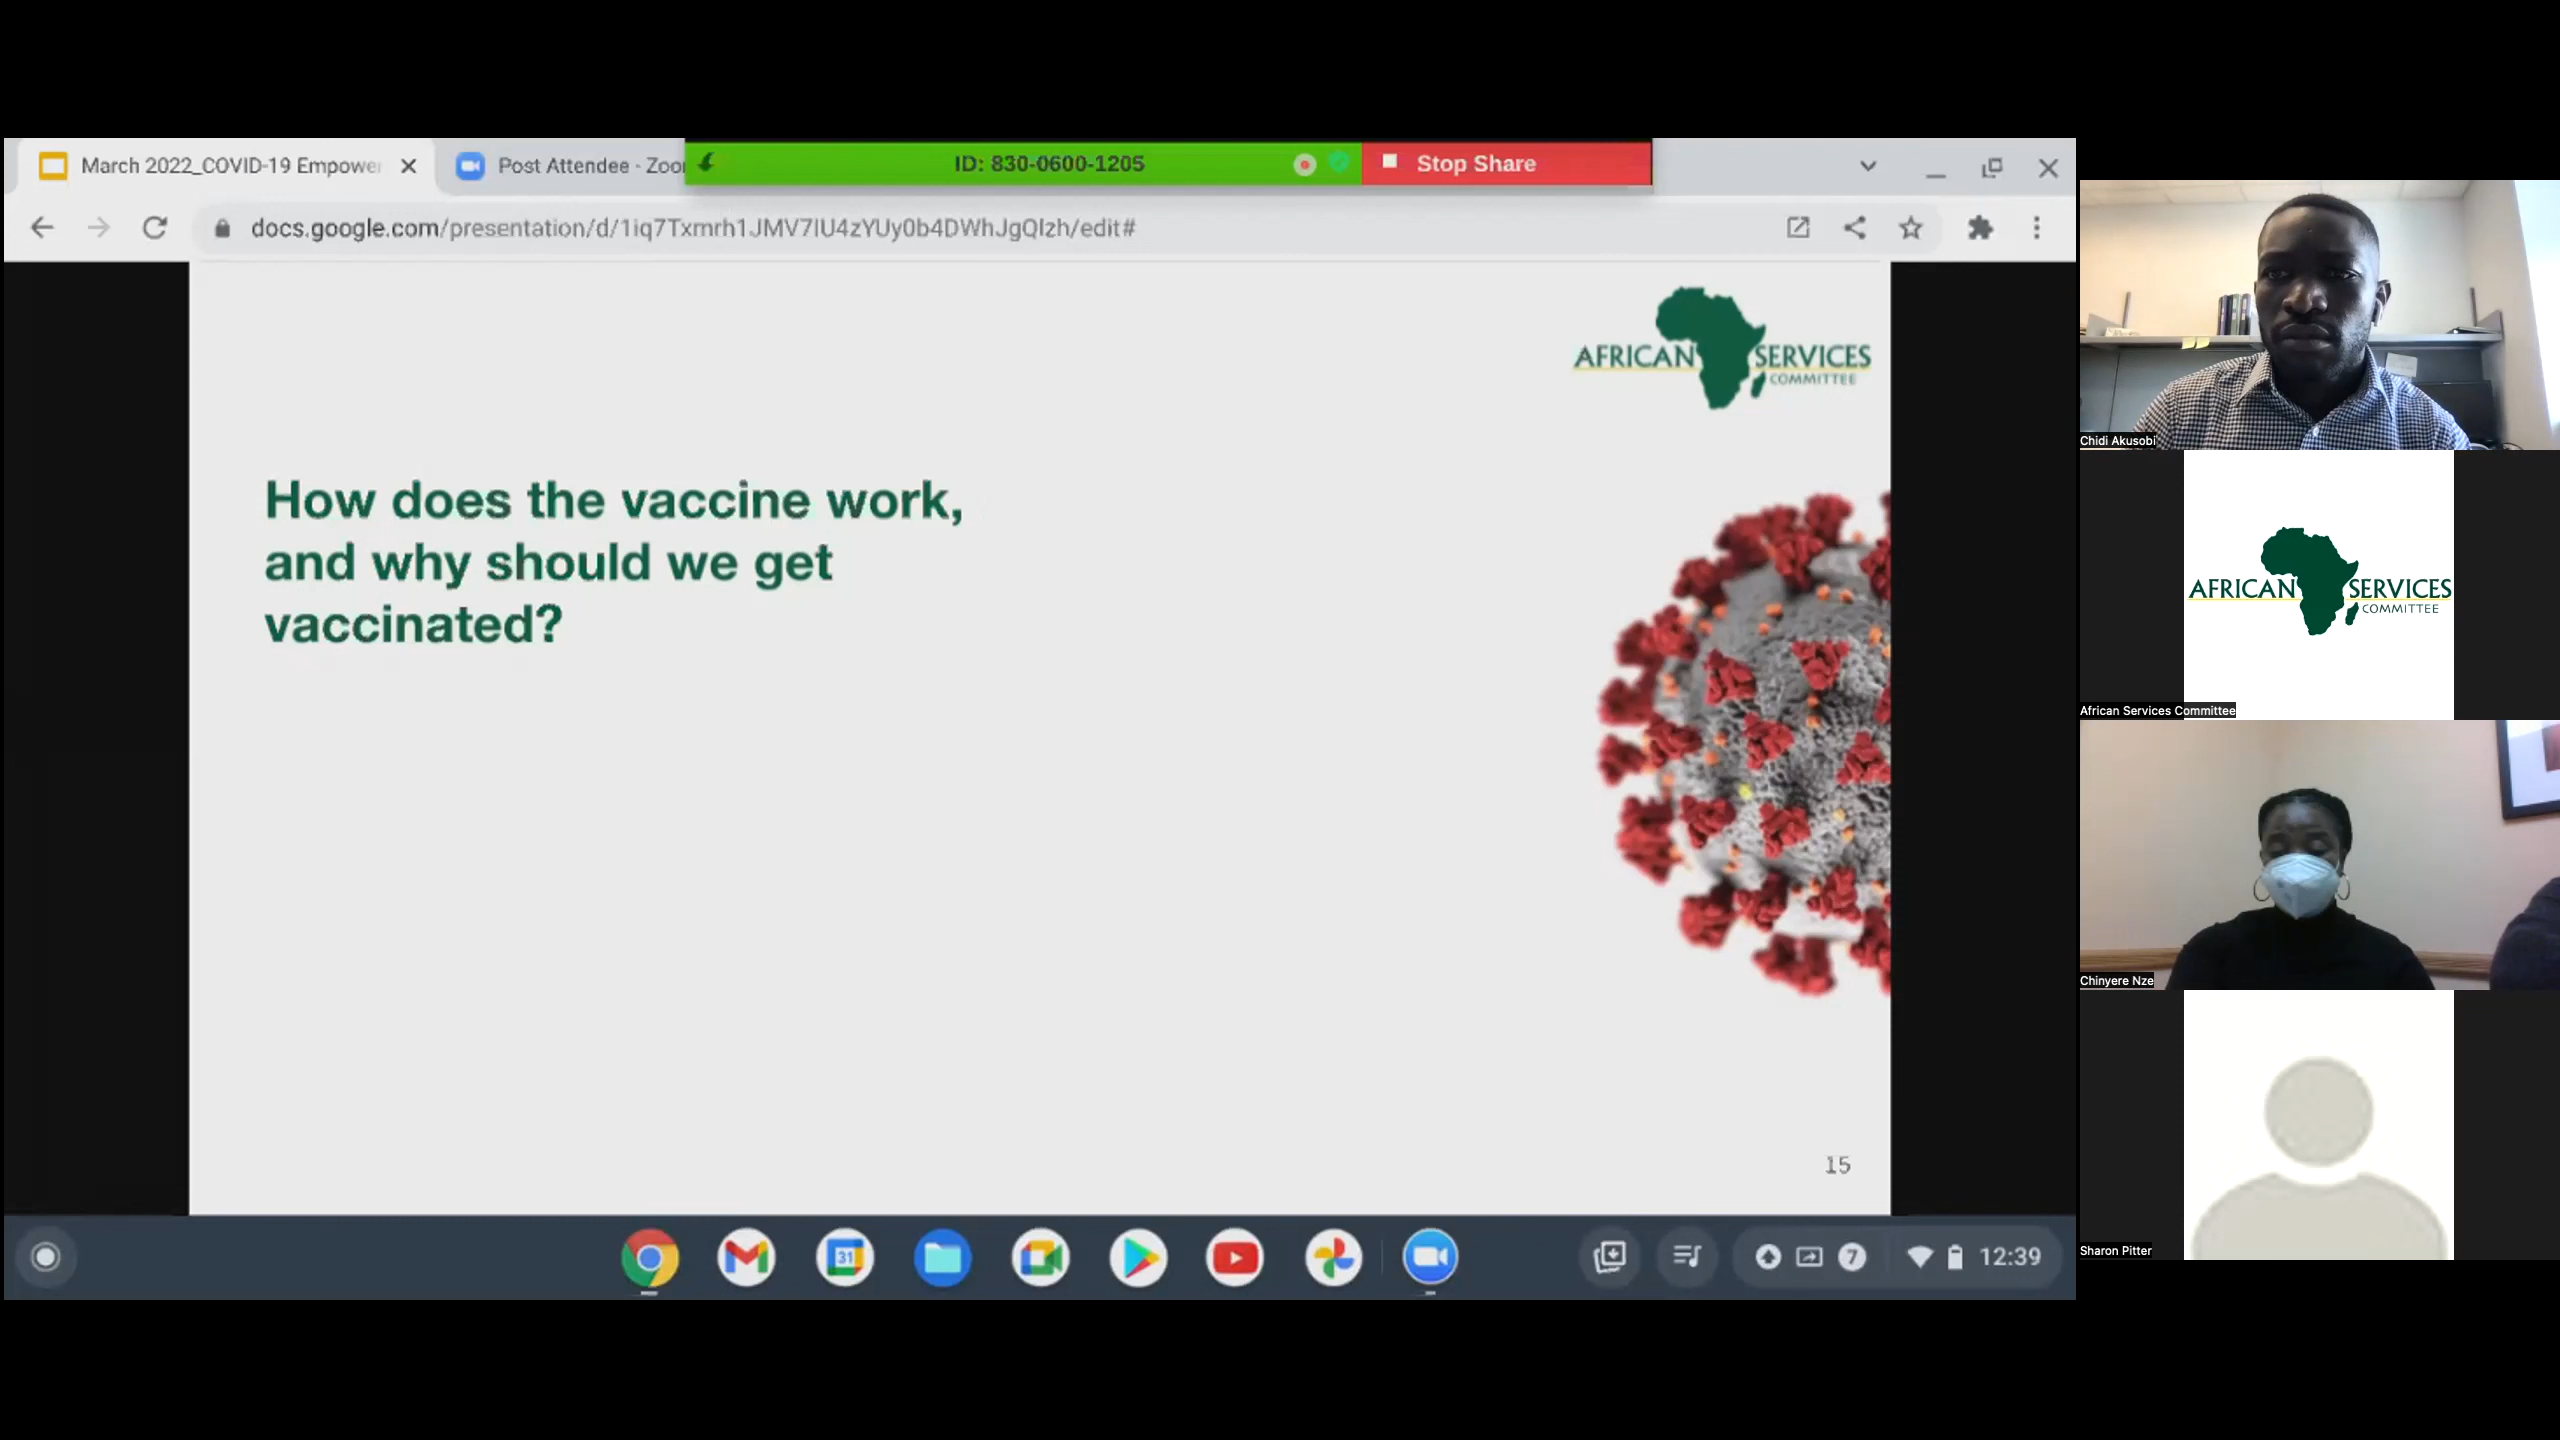 March 2022_COVID-19 Empower
Post Attendee - Zoo
ID: 830-0600-1205
Stop Share
docs.google.com/presentation/d/1iq7Txmrh1JMV7lU4zYUy0b4DWhJgQlzh/edit#
AFRICAN SERVICES
COMMITTEE
How does the vaccine work,
and why should we get
vaccinated?
15
31
7
12:39
Chidi Akusobi
AFRICAN SERVICES
COMMITTEE
African Services Committee
Chinyere Nze
Sharon Pitter